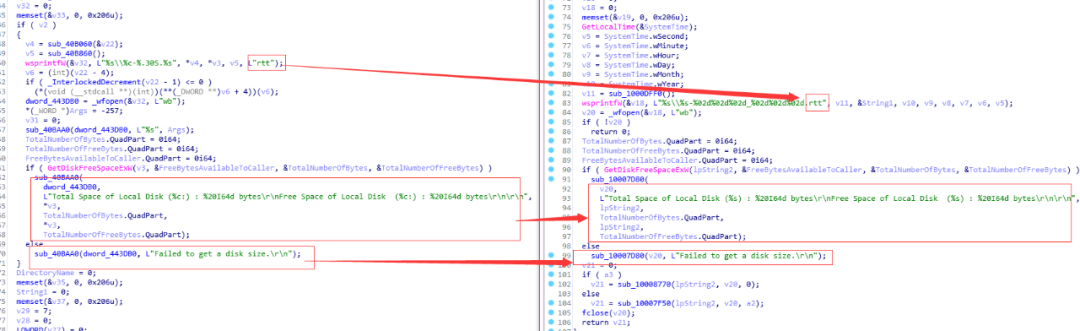 v32 = 0;
memset(&v33, 0, 0x206u);
if ( v2 )
{
v4 = sub_40B060(&v22);
v5 = sub_40B860();
wsprintfW(&v32, L"%s\\%c-%.30S.%s", *v4, *v3, v5, L"rtt");
v6 = (int)(v22 - 4);
if ( _InterlockedDecrement(v22 - 1) <= 0 )
(*(void (__stdcall **)(int))(**(_DWORD **)v6 + 4))(v6);
dword_443DB0 = _wfopen(&v32, L"wb");
*(_WORD *)Args = -257;
v31 = 0;
sub_40BAA0(dword_443DB0, L"%s", Args);
TotalNumberOfBytes.QuadPart = 0i64;
TotalNumberOfFreeBytes.QuadPart = 0i64;
FreeBytesAvailableToCaller.QuadPart = 0i64;
if ( GetDiskFreeSpaceExW(v3, &FreeBytesAvailableToCaller, &TotalNumberOfBytes, &TotalNumberOfFreeBytes) )
sub_40BAA0(
dword_443DB0,
L"Total Space of Local Disk (%c:) : %20I64d bytes\r\nFree Space of Local Disk  (%c:) : %20I64d bytes\r\n\r\n",
*v3,
TotalNumberOfBytes.QuadPart,
*v3,
TotalNumberOfFreeBytes.QuadPart);
else
sub_40BAA0(dword_443DB0, L"Failed to get a disk size.\r\n");
}
DirectoryName = 0;
memset(&v35, 0, 0x206u);
String1 = 0;
memset(&v37, 0, 0x206u);
v29 = 7;
v28 = 0;
73 v18 = 0;
74 memset(&v19, 0, 0x206u);
75 GetLocalTime(&SystemTime);
76 v5 = SystemTime.wSecond;
77 v6 = SystemTime.wMinute;
78 v7 = SystemTime.wHour;
79 v8 = SystemTime.wDay;
80 v9 = SystemTime.wMonth;
81 SystemTime.wYear;
82 v11 = sub_1000DFF0();
83 wsprintfW(&v18, L"%s\\%s-%02d%02d%02d_%02d%02d%02d.rtt", v11, &String1, v10, v9, v8, v7, v6, v5);
84 v20 = _wfopen(&v18, L"wb");
85 if ( !v20 )
86 return 0;
87 TotalNumberOfBytes.QuadPart = 0i64;
88 TotalNumberOfFreeBytes.QuadPart = 0i64;
89 FreeBytesAvailableToCaller.QuadPart = 0i64;
90 if ( GetDiskFreeSpaceExW(lpString2, &FreeBytesAvailableToCaller, &TotalNumberOfBytes, &TotalNumberOfFreeBytes) )
91 sub_10007D80(
92 v20,
93 L"Total Space of Local Disk (%s) : %20I64d bytes\r\nFree Space of Local Disk  (%s) : %20I64d bytes\r\n\r\n",
94 lpString2,
95 TotalNumberOfBytes.QuadPart,
96 lpString2,
97 TotalNumberOfFreeBytes.QuadPart);
98 else
99 sub_10007D80(v20, L"Failed to get a disk size.\r\n");
100 v21 = 0;
101 if ( a3 )
102 v21 = sub_10008770(lpString2, v20, 0);
103 else
104 v21 = sub_10007F50(lpString2, v20, a2);
105 fclose(v20);
106 return v21;